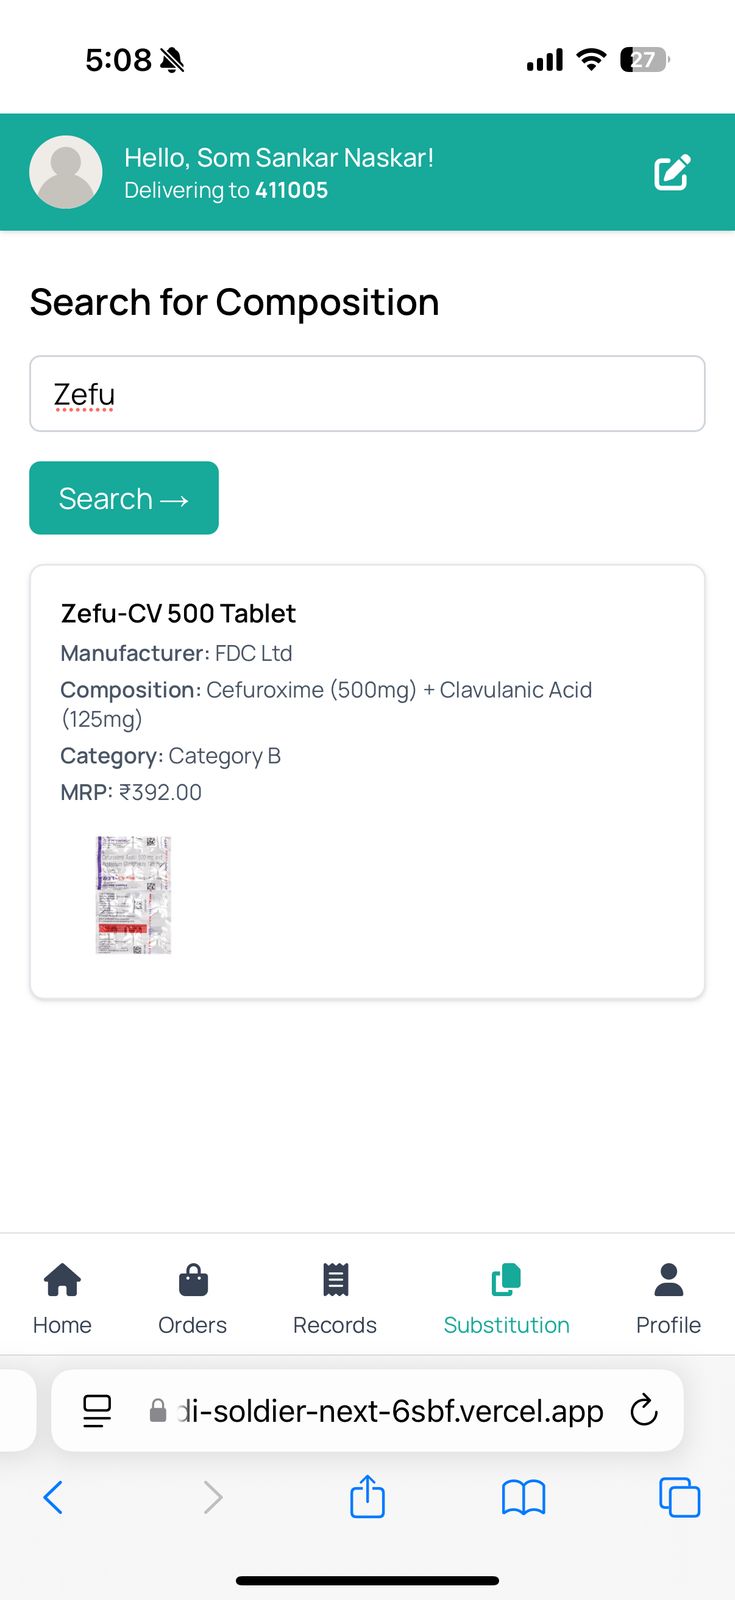 5:08
27
Hello, Som Sankar Naskar!
Delivering to 411005
Search for Composition
Zefu
Search →
Zefu-CV 500 Tablet
Manufacturer: FDC Ltd
Composition: Cefuroxime (500mg) + Clavulanic Acid
(125mg)
Category: Category B
MRP: ₹392.00
Home
Orders
Records
Substitution
Profile
di-soldier-next-6sbf.vercel.app